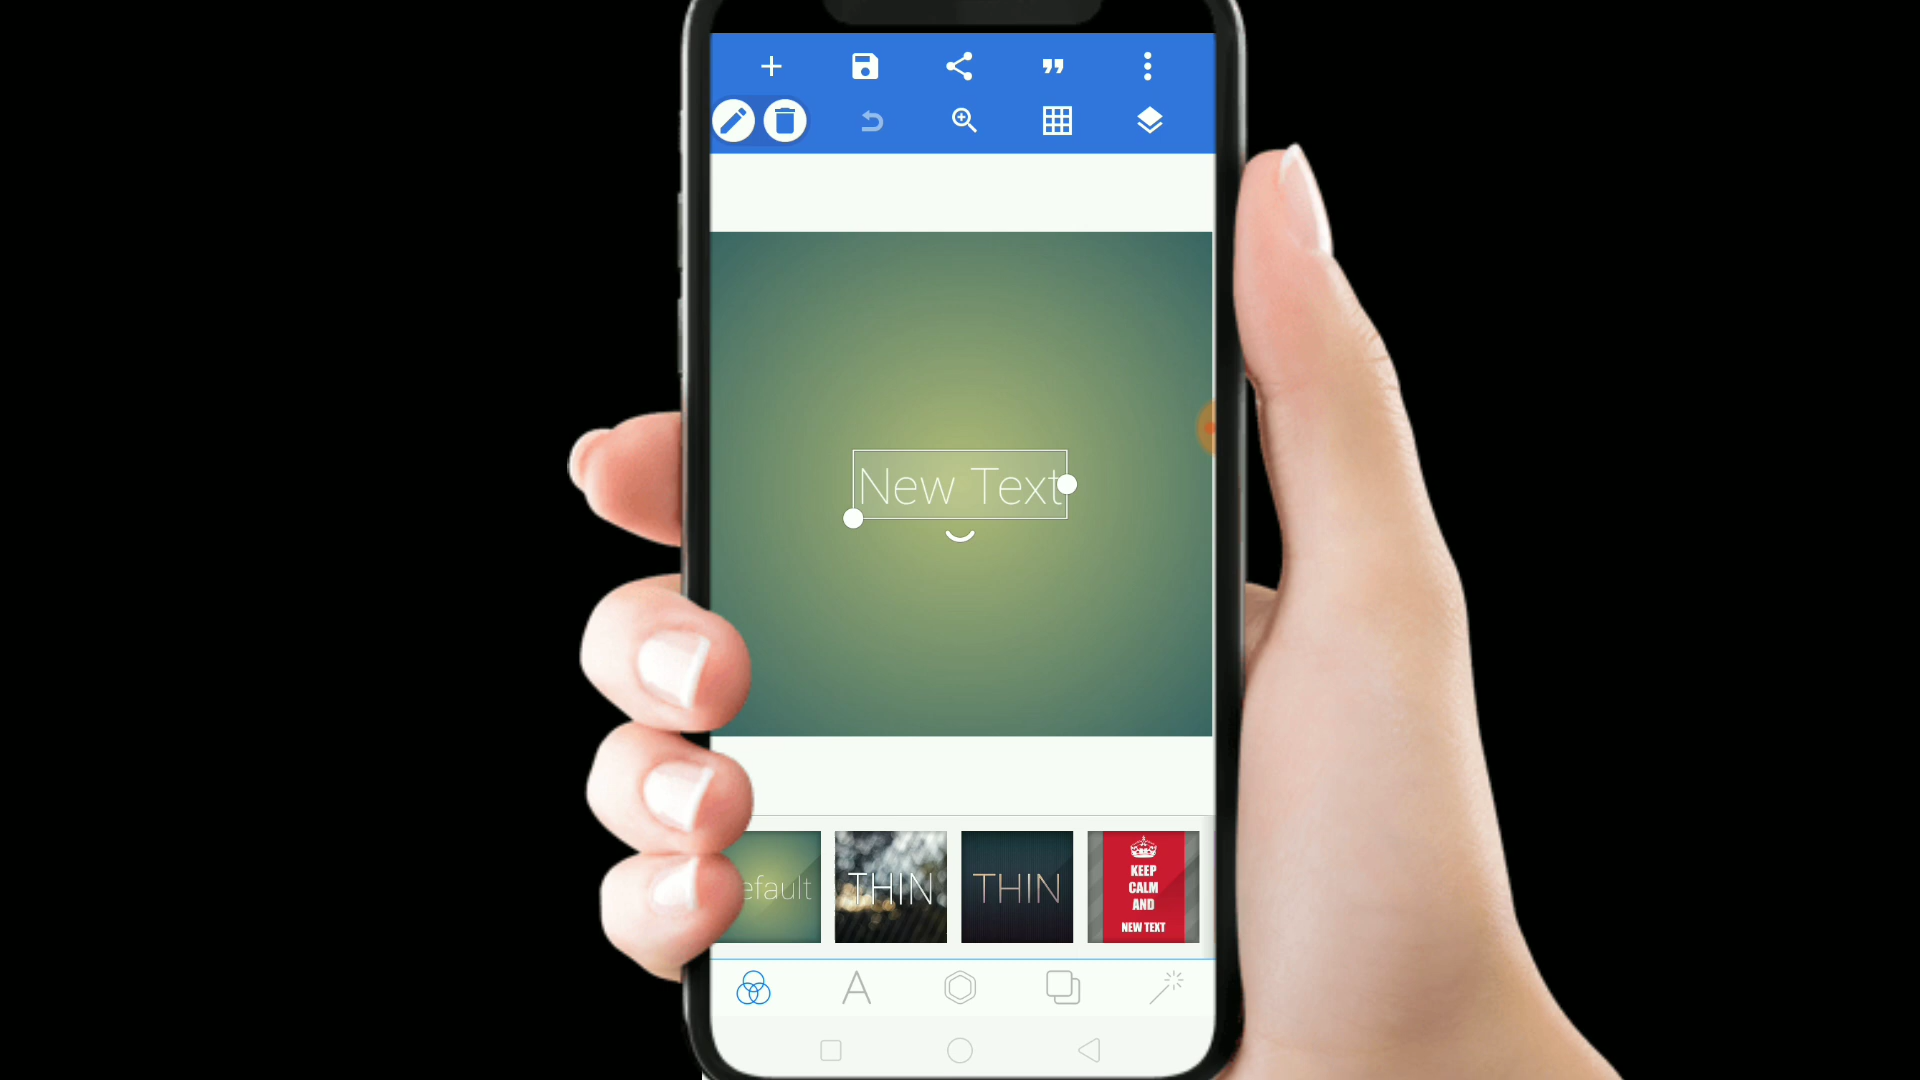 New Text
efault
THIN
THIN
KEEP
CALM
AND
NEW TEXT